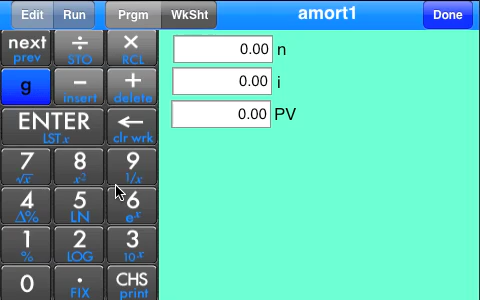 Edit Run Prgm WkSht amort1 Done
next ÷ ×
prev STO RCL
g − +
insert delete
ENTER ←
LST x clr wrk
7 8 9
√x x² 1/x
4 5 6
Δ% LN eˣ
1 2 3
% LOG 10ˣ
0 . CHS
FIX print
0.00 n
0.00 i
0.00 PV